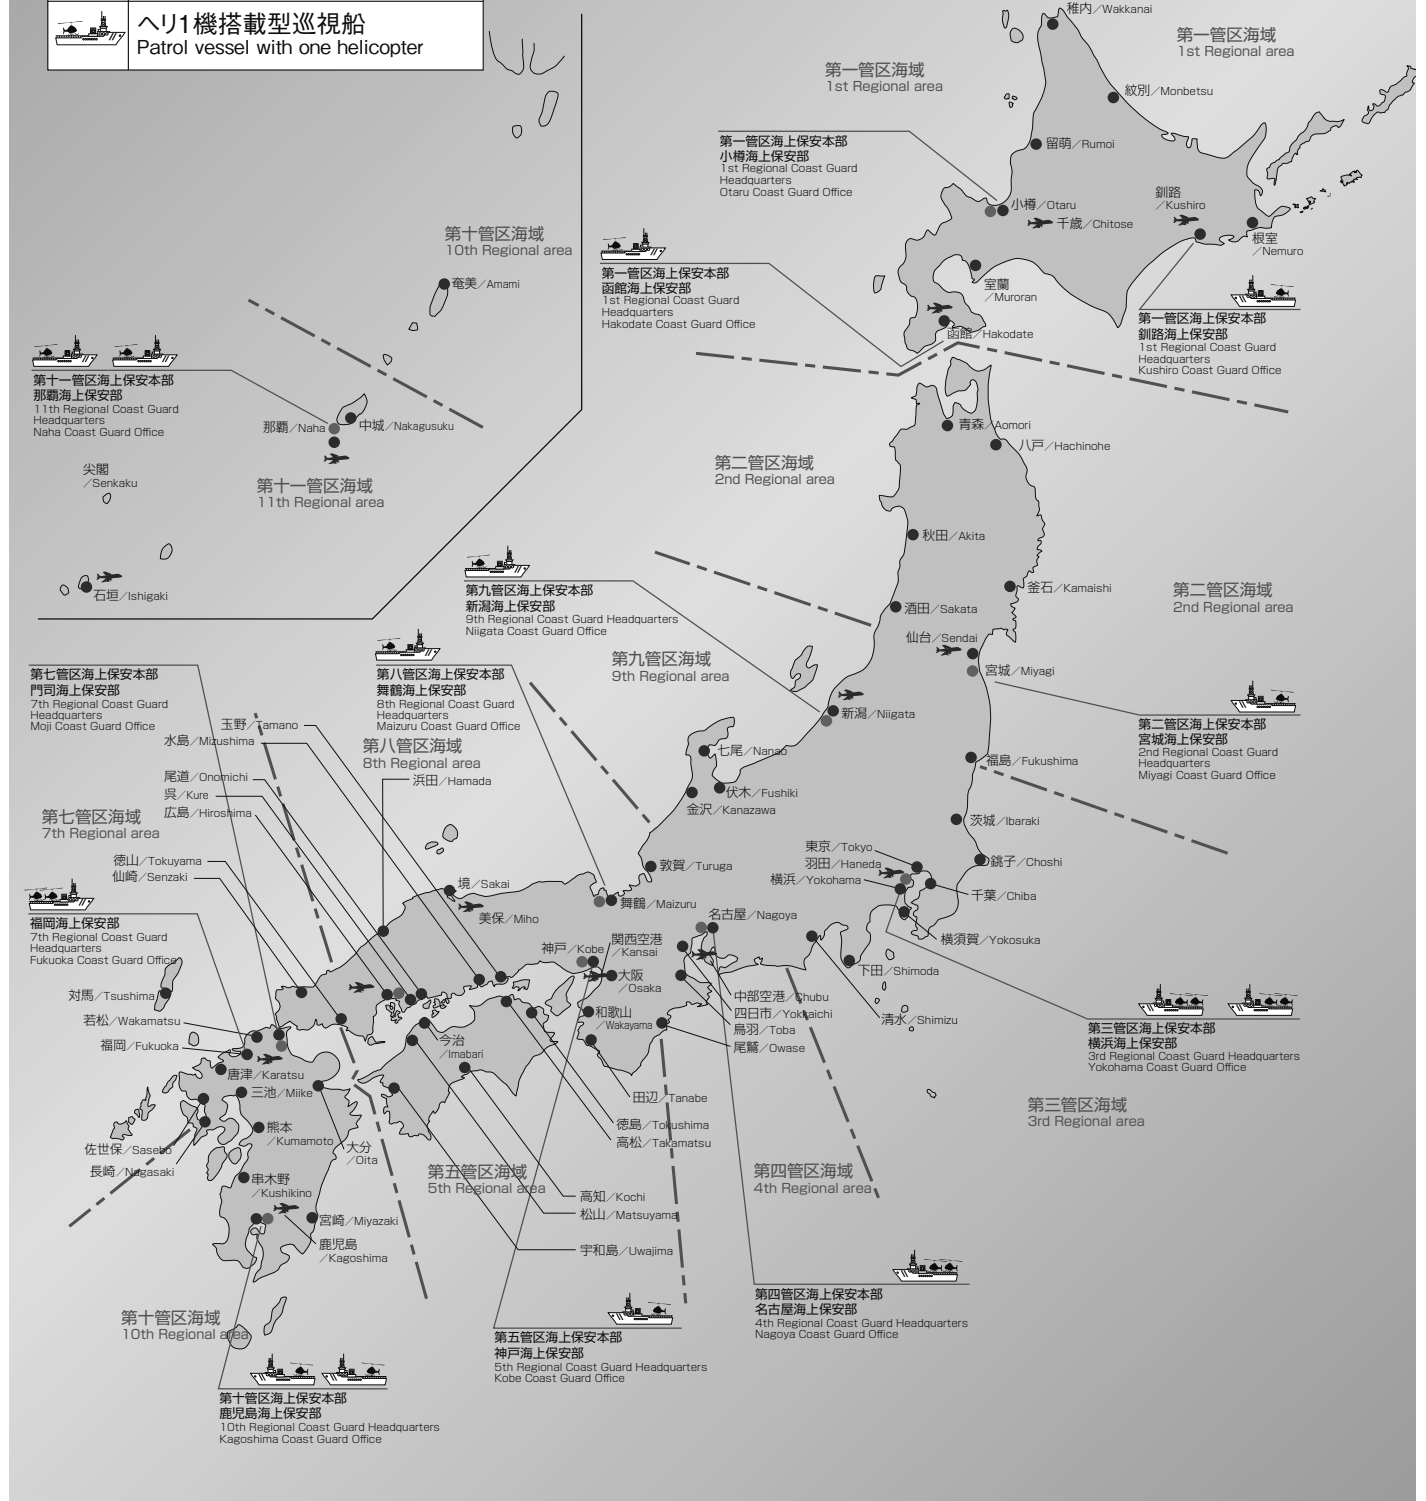 ヘリ1機搭載型巡視船
Patrol vessel with one helicopter
稚内／Wakkanai
第一管区海域
1st Regional area
第一管区海域
1st Regional area
紋別／Monbetsu
留萌／Rumoi
第一管区海上保安本部
小樽海上保安部
1st Regional Coast Guard
Headquarters
Otaru Coast Guard Office
小樽／Otaru
千歳／Chitose
釧路
／Kushiro
根室
／Nemuro
第一管区海上保安本部
函館海上保安部
1st Regional Coast Guard
Headquarters
Hakodate Coast Guard Office
室蘭
／Muroran
函館／Hakodate
第一管区海上保安本部
釧路海上保安部
1st Regional Coast Guard
Headquarters
Kushiro Coast Guard Office
第十管区海域
10th Regional area
奄美／Amami
第十一管区海上保安本部
那覇海上保安部
11th Regional Coast Guard
Headquarters
Naha Coast Guard Office
那覇／Naha
中城／Nakagusuku
尖閣
／Senkaku
第十一管区海域
11th Regional area
石垣／Ishigaki
青森／Aomori
八戸／Hachinohe
第二管区海域
2nd Regional area
秋田／Akita
釜石／Kamaishi
第二管区海域
2nd Regional area
酒田／Sakata
仙台／Sendai
宮城／Miyagi
第九管区海上保安本部
新潟海上保安部
9th Regional Coast Guard Headquarters
Niigata Coast Guard Office
第九管区海域
9th Regional area
新潟／Niigata
第二管区海上保安本部
宮城海上保安部
2nd Regional Coast Guard
Headquarters
Miyagi Coast Guard Office
第七管区海上保安本部
門司海上保安部
7th Regional Coast Guard
Headquarters
Moji Coast Guard Office
第八管区海上保安本部
舞鶴海上保安部
8th Regional Coast Guard
Headquarters
Maizuru Coast Guard Office
第八管区海域
8th Regional area
玉野／Tamano
水島／Mizushima
尾道／Onomichi
呉／Kure
広島／Hiroshima
浜田／Hamada
七尾／Nanao
伏木／Fushiki
金沢／Kanazawa
福島／Fukushima
茨城／Ibaraki
第七管区海域
7th Regional area
徳山／Tokuyama
仙崎／Senzaki
敦賀／Turuga
東京／Tokyo
羽田／Haneda
横浜／Yokohama
銚子／Choshi
千葉／Chiba
横須賀／Yokosuka
境／Sakai
美保／Miho
舞鶴／Maizuru
名古屋／Nagoya
福岡海上保安部
7th Regional Coast Guard
Headquarters
Fukuoka Coast Guard Office
神戸／Kobe
関西空港
／Kansai
大阪
／Osaka
下田／Shimoda
対馬／Tsushima
若松／Wakamatsu
福岡／Fukuoka
和歌山
／Wakayama
中部空港／Chubu
四日市／Yokkaichi
鳥羽／Toba
尾鷲／Owase
清水／Shimizu
第三管区海上保安本部
横浜海上保安部
3rd Regional Coast Guard Headquarters
Yokohama Coast Guard Office
今治
／Imabari
唐津／Karatsu
三池／Miike
田辺／Tanabe
徳島／Tokushima
高松／Takamatsu
第三管区海域
3rd Regional area
熊本
／Kumamoto
大分
／Oita
佐世保／Sasebo
長崎／Nagasaki
第五管区海域
5th Regional area
第四管区海域
4th Regional area
串木野
／Kushikino
高知／Kochi
松山／Matsuyama
宇和島／Uwajima
宮崎／Miyazaki
鹿児島
／Kagoshima
第四管区海上保安本部
名古屋海上保安部
4th Regional Coast Guard Headquarters
Nagoya Coast Guard Office
第十管区海域
10th Regional area
第五管区海上保安本部
神戸海上保安部
5th Regional Coast Guard Headquarters
Kobe Coast Guard Office
第十管区海上保安本部
鹿児島海上保安部
10th Regional Coast Guard Headquarters
Kagoshima Coast Guard Office